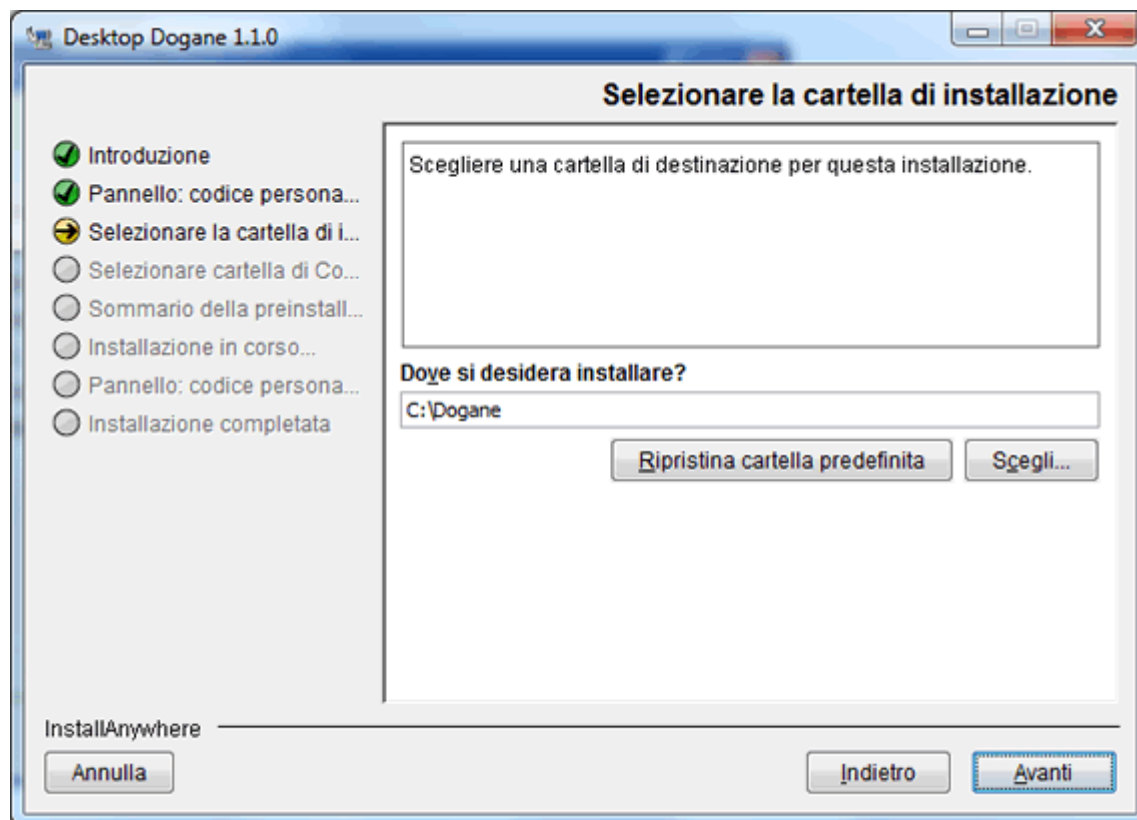 Desktop Dogane 1.1.0
Selezionare la cartella di installazione
Introduzione
Pannello: codice persona...
Selezionare la cartella di i...
Selezionare cartella di Co...
Sommario della preinstall...
Installazione in corso...
Pannello: codice persona...
Installazione completata
Scegliere una cartella di destinazione per questa installazione.
Dove si desidera installare?
C:\Dogane
Ripristina cartella predefinita Scegli...
InstallAnywhere
Annulla Indietro Avanti